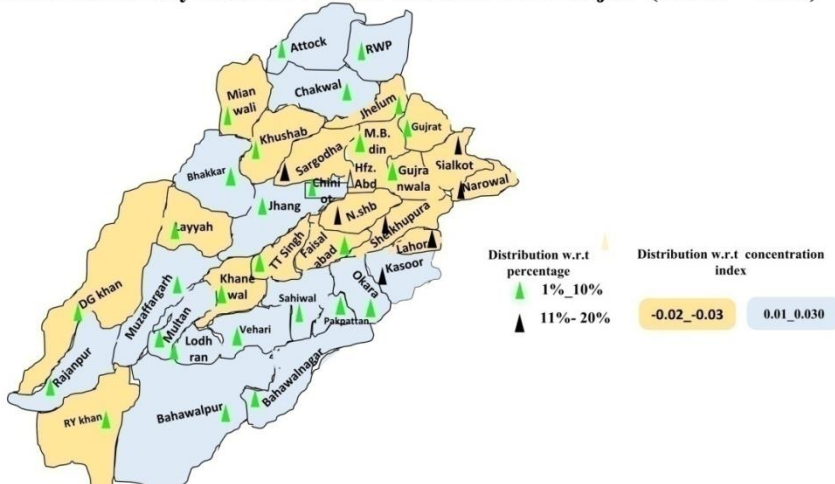 Attock
RWP
Chakwal
Mian
wali
Jhelum
Gujrat
Khushab
M.B.
din
Sargodha
Sialkot
Hfz.
Abd
Gujra
nwala
Narowal
Bhakkar
Chini
ot
Jhang
N.shb
Sheikhupura
Layyah
TT Singh
Faisal
abad
Lahor
Kasoor
DG khan
Muzaffargarh
Khane
wal
Sahiwal
Okara
Multan
Vehari
Pakpattan
Lodh
ran
Rajanpur
Bahawalnagar
Bahawalpur
RY khan
Distribution w.r.t
percentage
1%_10%
11%- 20%
Distribution w.r.t concentration
index
-0.02_-0.03
0.01_0.030